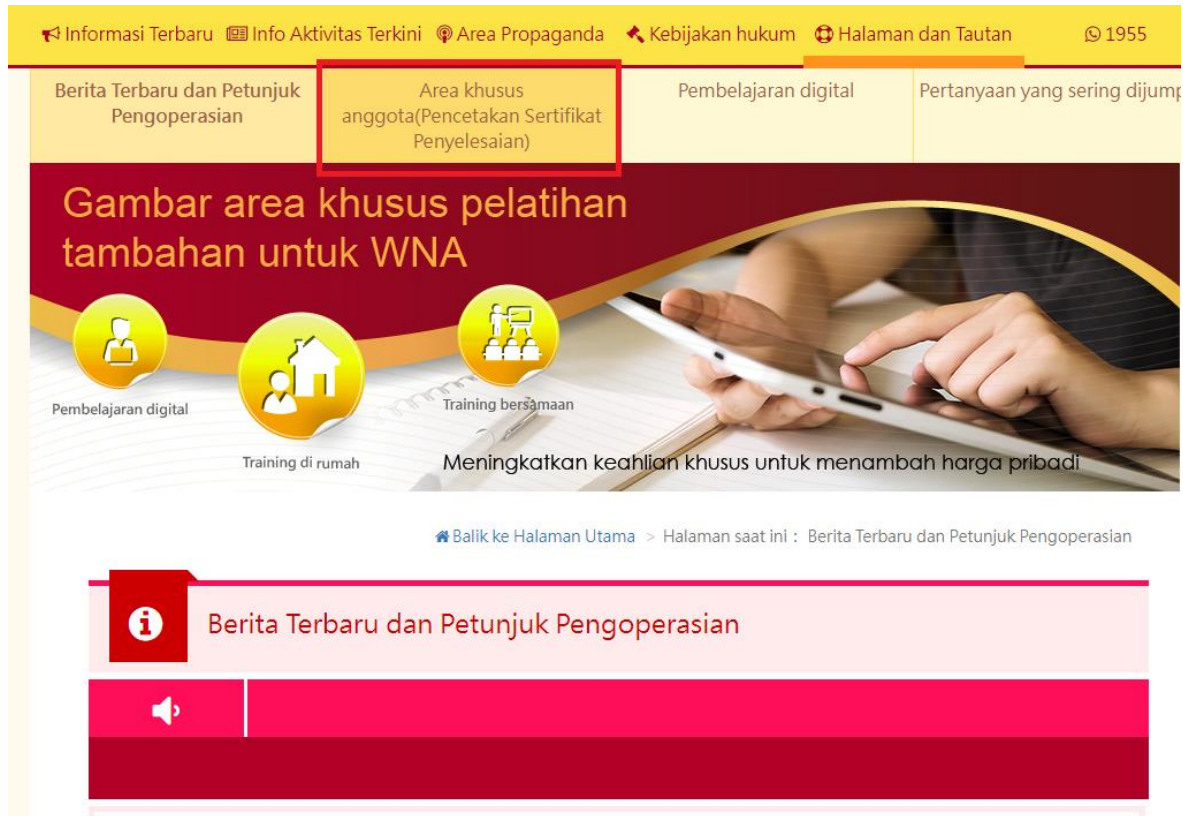 Informasi Terbaru Info Aktivitas Terkini Area Propaganda Kebijakan hukum Halaman dan Tautan 1955
Berita Terbaru dan Petunjuk
Pengoperasian
Area khusus
anggota(Pencetakan Sertifikat
Penyelesaian)
Pembelajaran digital
Pertanyaan yang sering dijump
Gambar area khusus pelatihan
tambahan untuk WNA
Pembelajaran digital
Training di rumah
Training bersamaan
Meningkatkan keahlian khusus untuk menambah harga pribadi
Balik ke Halaman Utama > Halaman saat ini : Berita Terbaru dan Petunjuk Pengoperasian
Berita Terbaru dan Petunjuk Pengoperasian